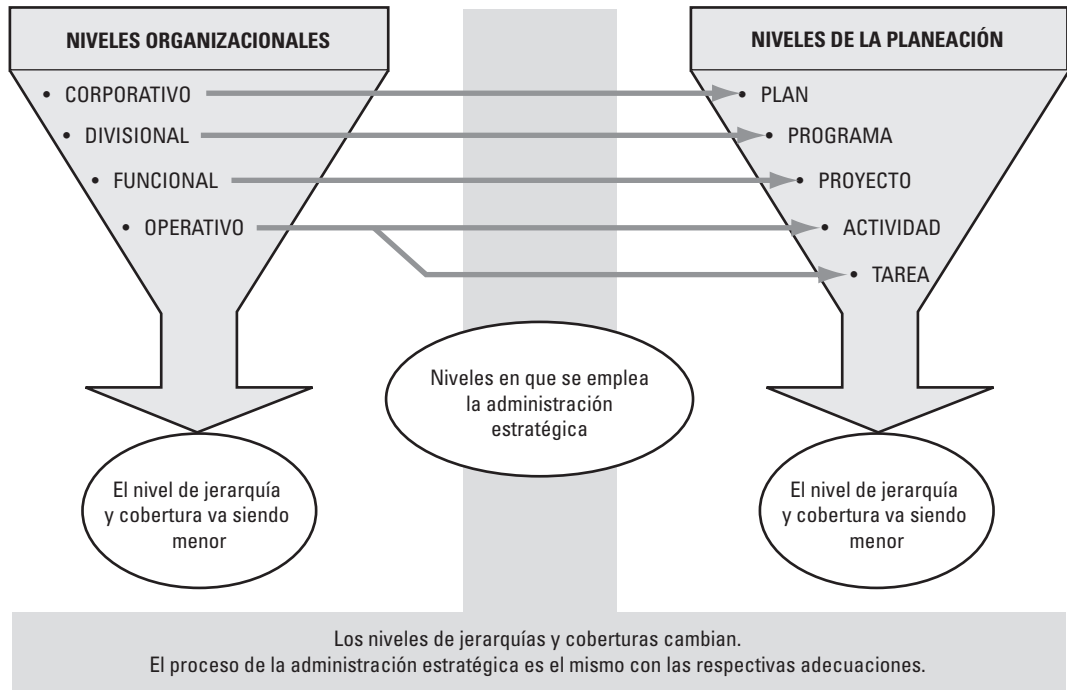 NIVELES ORGANIZACIONALES
• CORPORATIVO
• DIVISIONAL
• FUNCIONAL
• OPERATIVO
NIVELES DE LA PLANEACIÓN
• PLAN
• PROGRAMA
• PROYECTO
• ACTIVIDAD
• TAREA
Niveles en que se emplea
la administración
estratégica
El nivel de jerarquía
y cobertura va siendo
menor
El nivel de jerarquía
y cobertura va siendo
menor
Los niveles de jerarquías y coberturas cambian.
El proceso de la administración estratégica es el mismo con las respectivas adecuaciones.